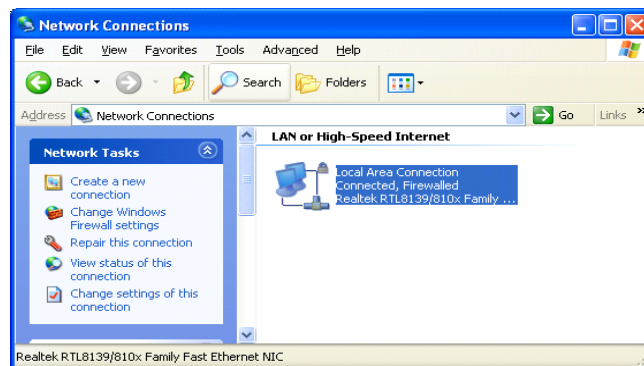 Network Connections
File Edit View Favorites Tools Advanced Help
Back Search Folders
Address Network Connections Go Links »
Network Tasks
Create a new
connection
Change Windows
Firewall settings
Repair this connection
View status of this
connection
Change settings of this
connection
LAN or High-Speed Internet
Local Area Connection
Connected, Firewalled
Realtek RTL8139/810x Family ...
Realtek RTL8139/810x Family Fast Ethernet NIC